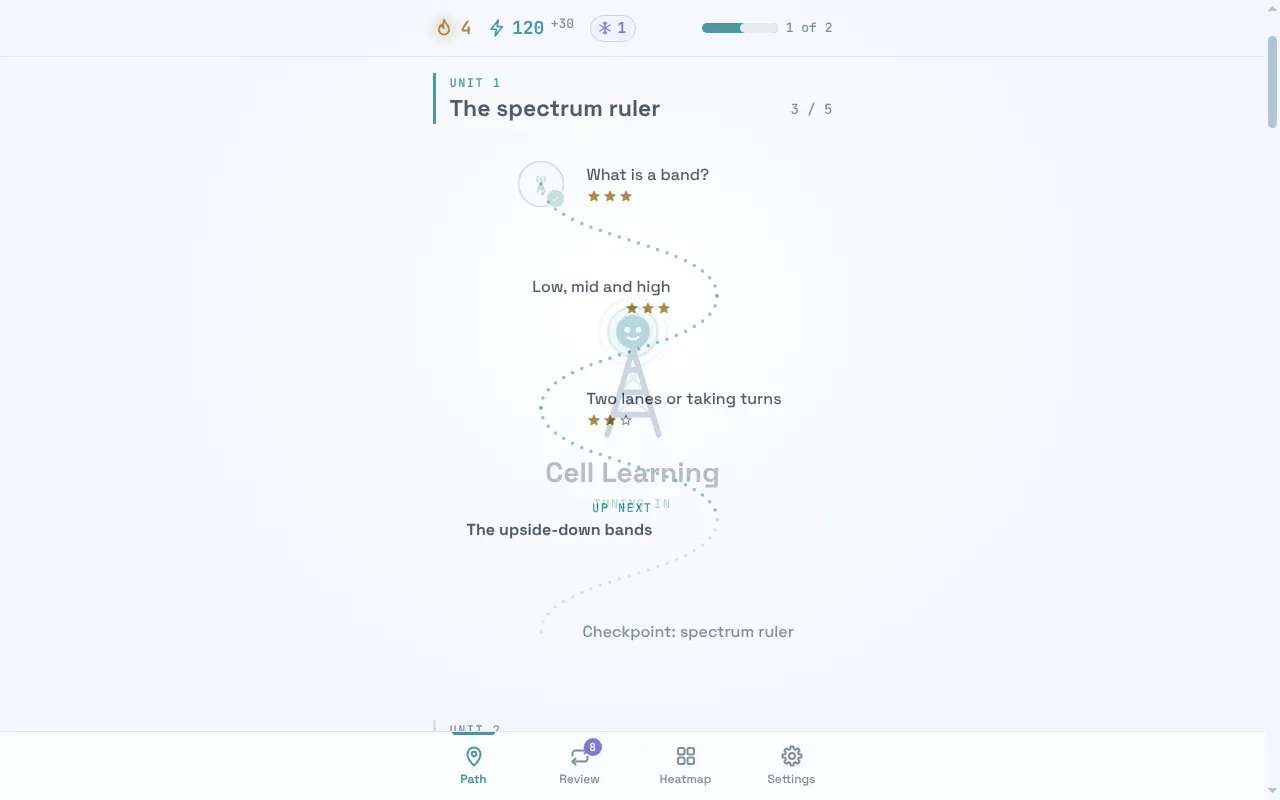 4 120 +30 1 1 of 2
UNIT 1
The spectrum ruler 3 / 5
What is a band?
Low, mid and high
Two lanes or taking turns
Cell Learning
TUNING IN
UP NEXT
The upside-down bands
Checkpoint: spectrum ruler
UNIT 2
8
Path Review Heatmap Settings